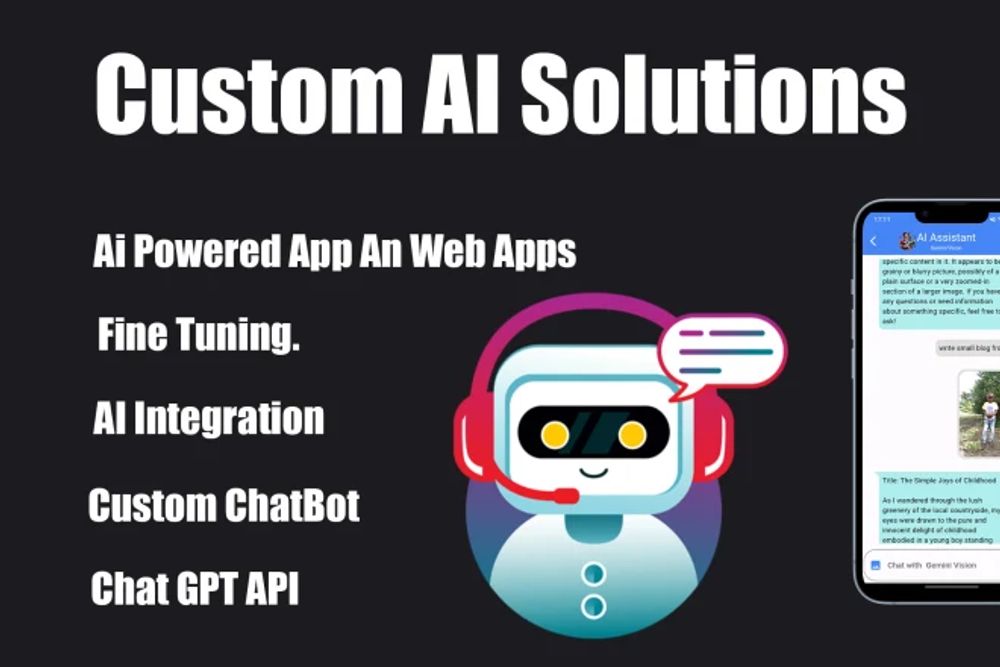 Custom AI Solutions
Ai Powered App An Web Apps
Fine Tuning.
AI Integration
Custom ChatBot
Chat GPT API
17:11
AI Assistant
GeminiVision
specific content in it. It appears to be
grainy or blurry picture, possibly of a
plain surface or a very zoomed-in
section of a larger image. If you have
any questions or need information
about something specific, feel free to
ask!
write small blog fro
Title: The Simple Joys of Childhood
As I wandered through the lush
greenery of the local countryside, my
eyes were drawn to the pure and
innocent delight of childhood
embodied in a young boy standing
Chat with Gemini Vision